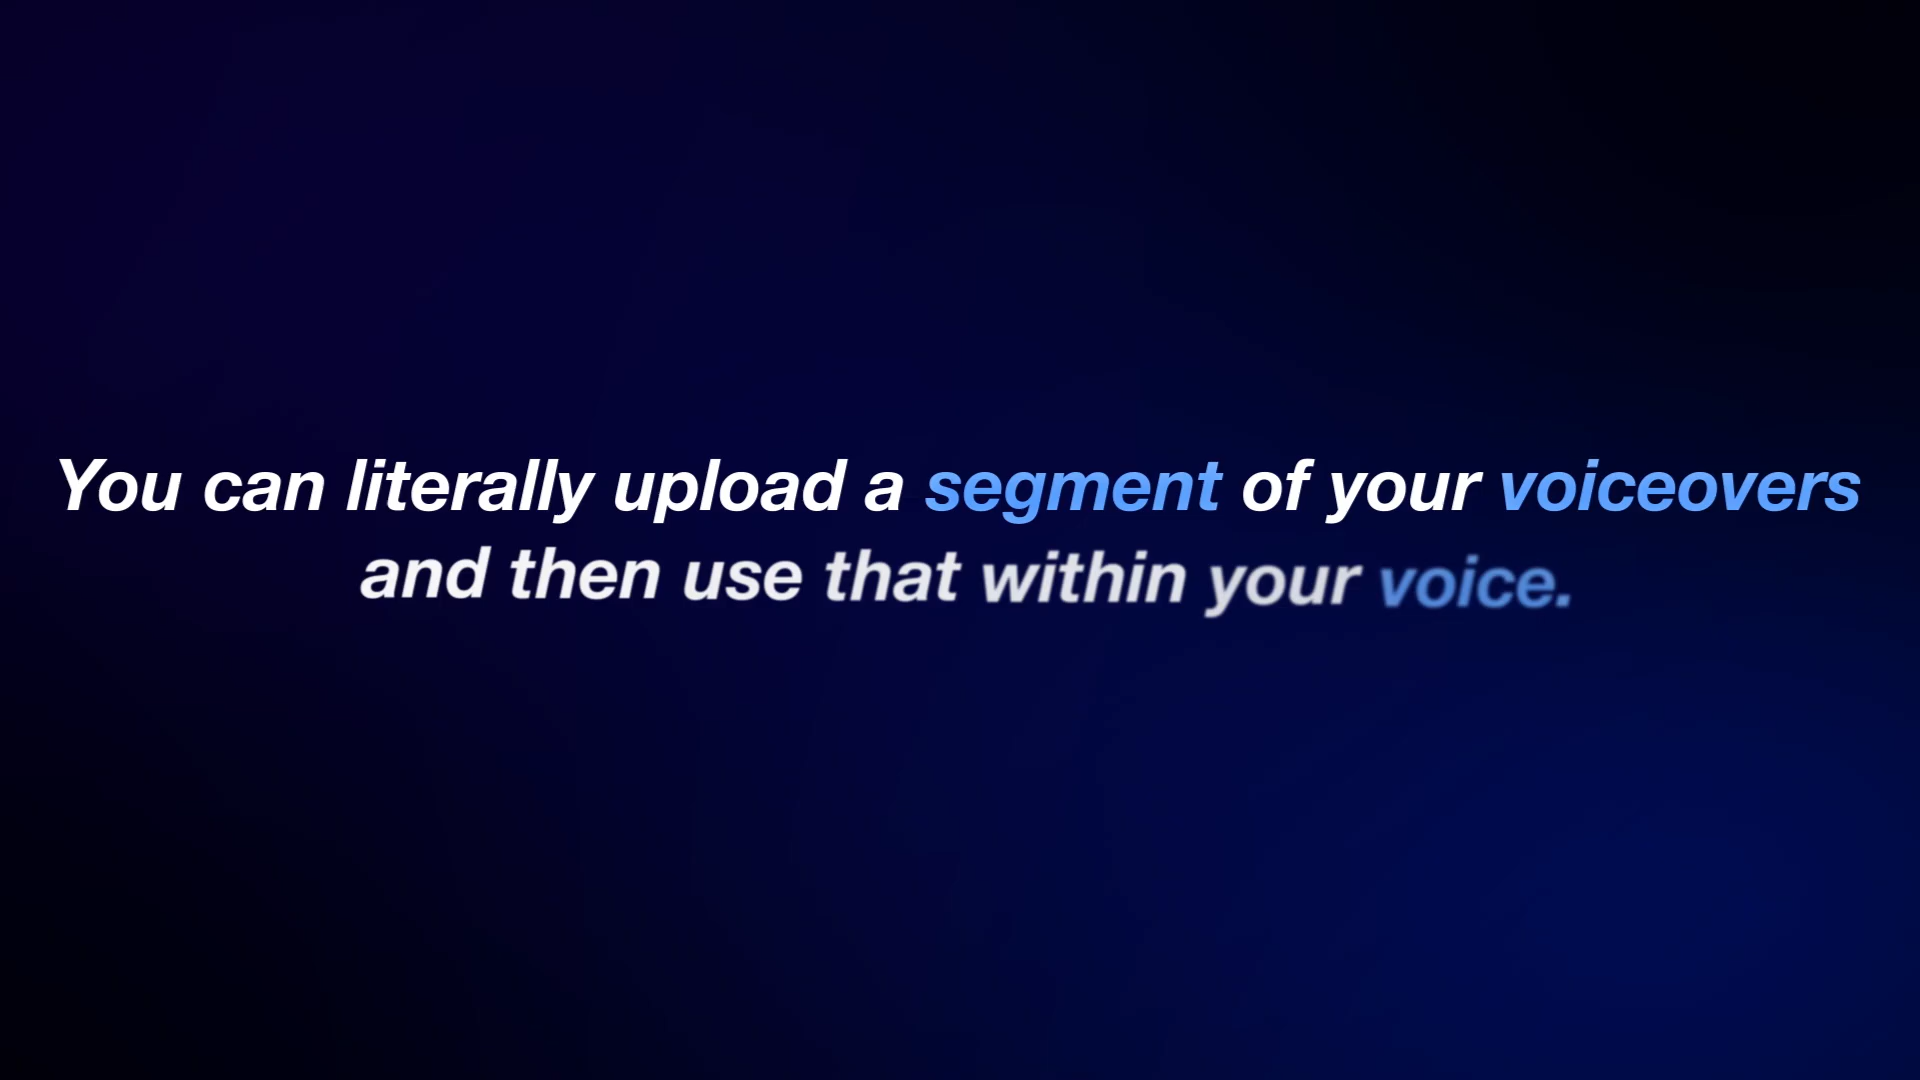 You can literally upload a segment of your voiceovers
and then use that within your voice.